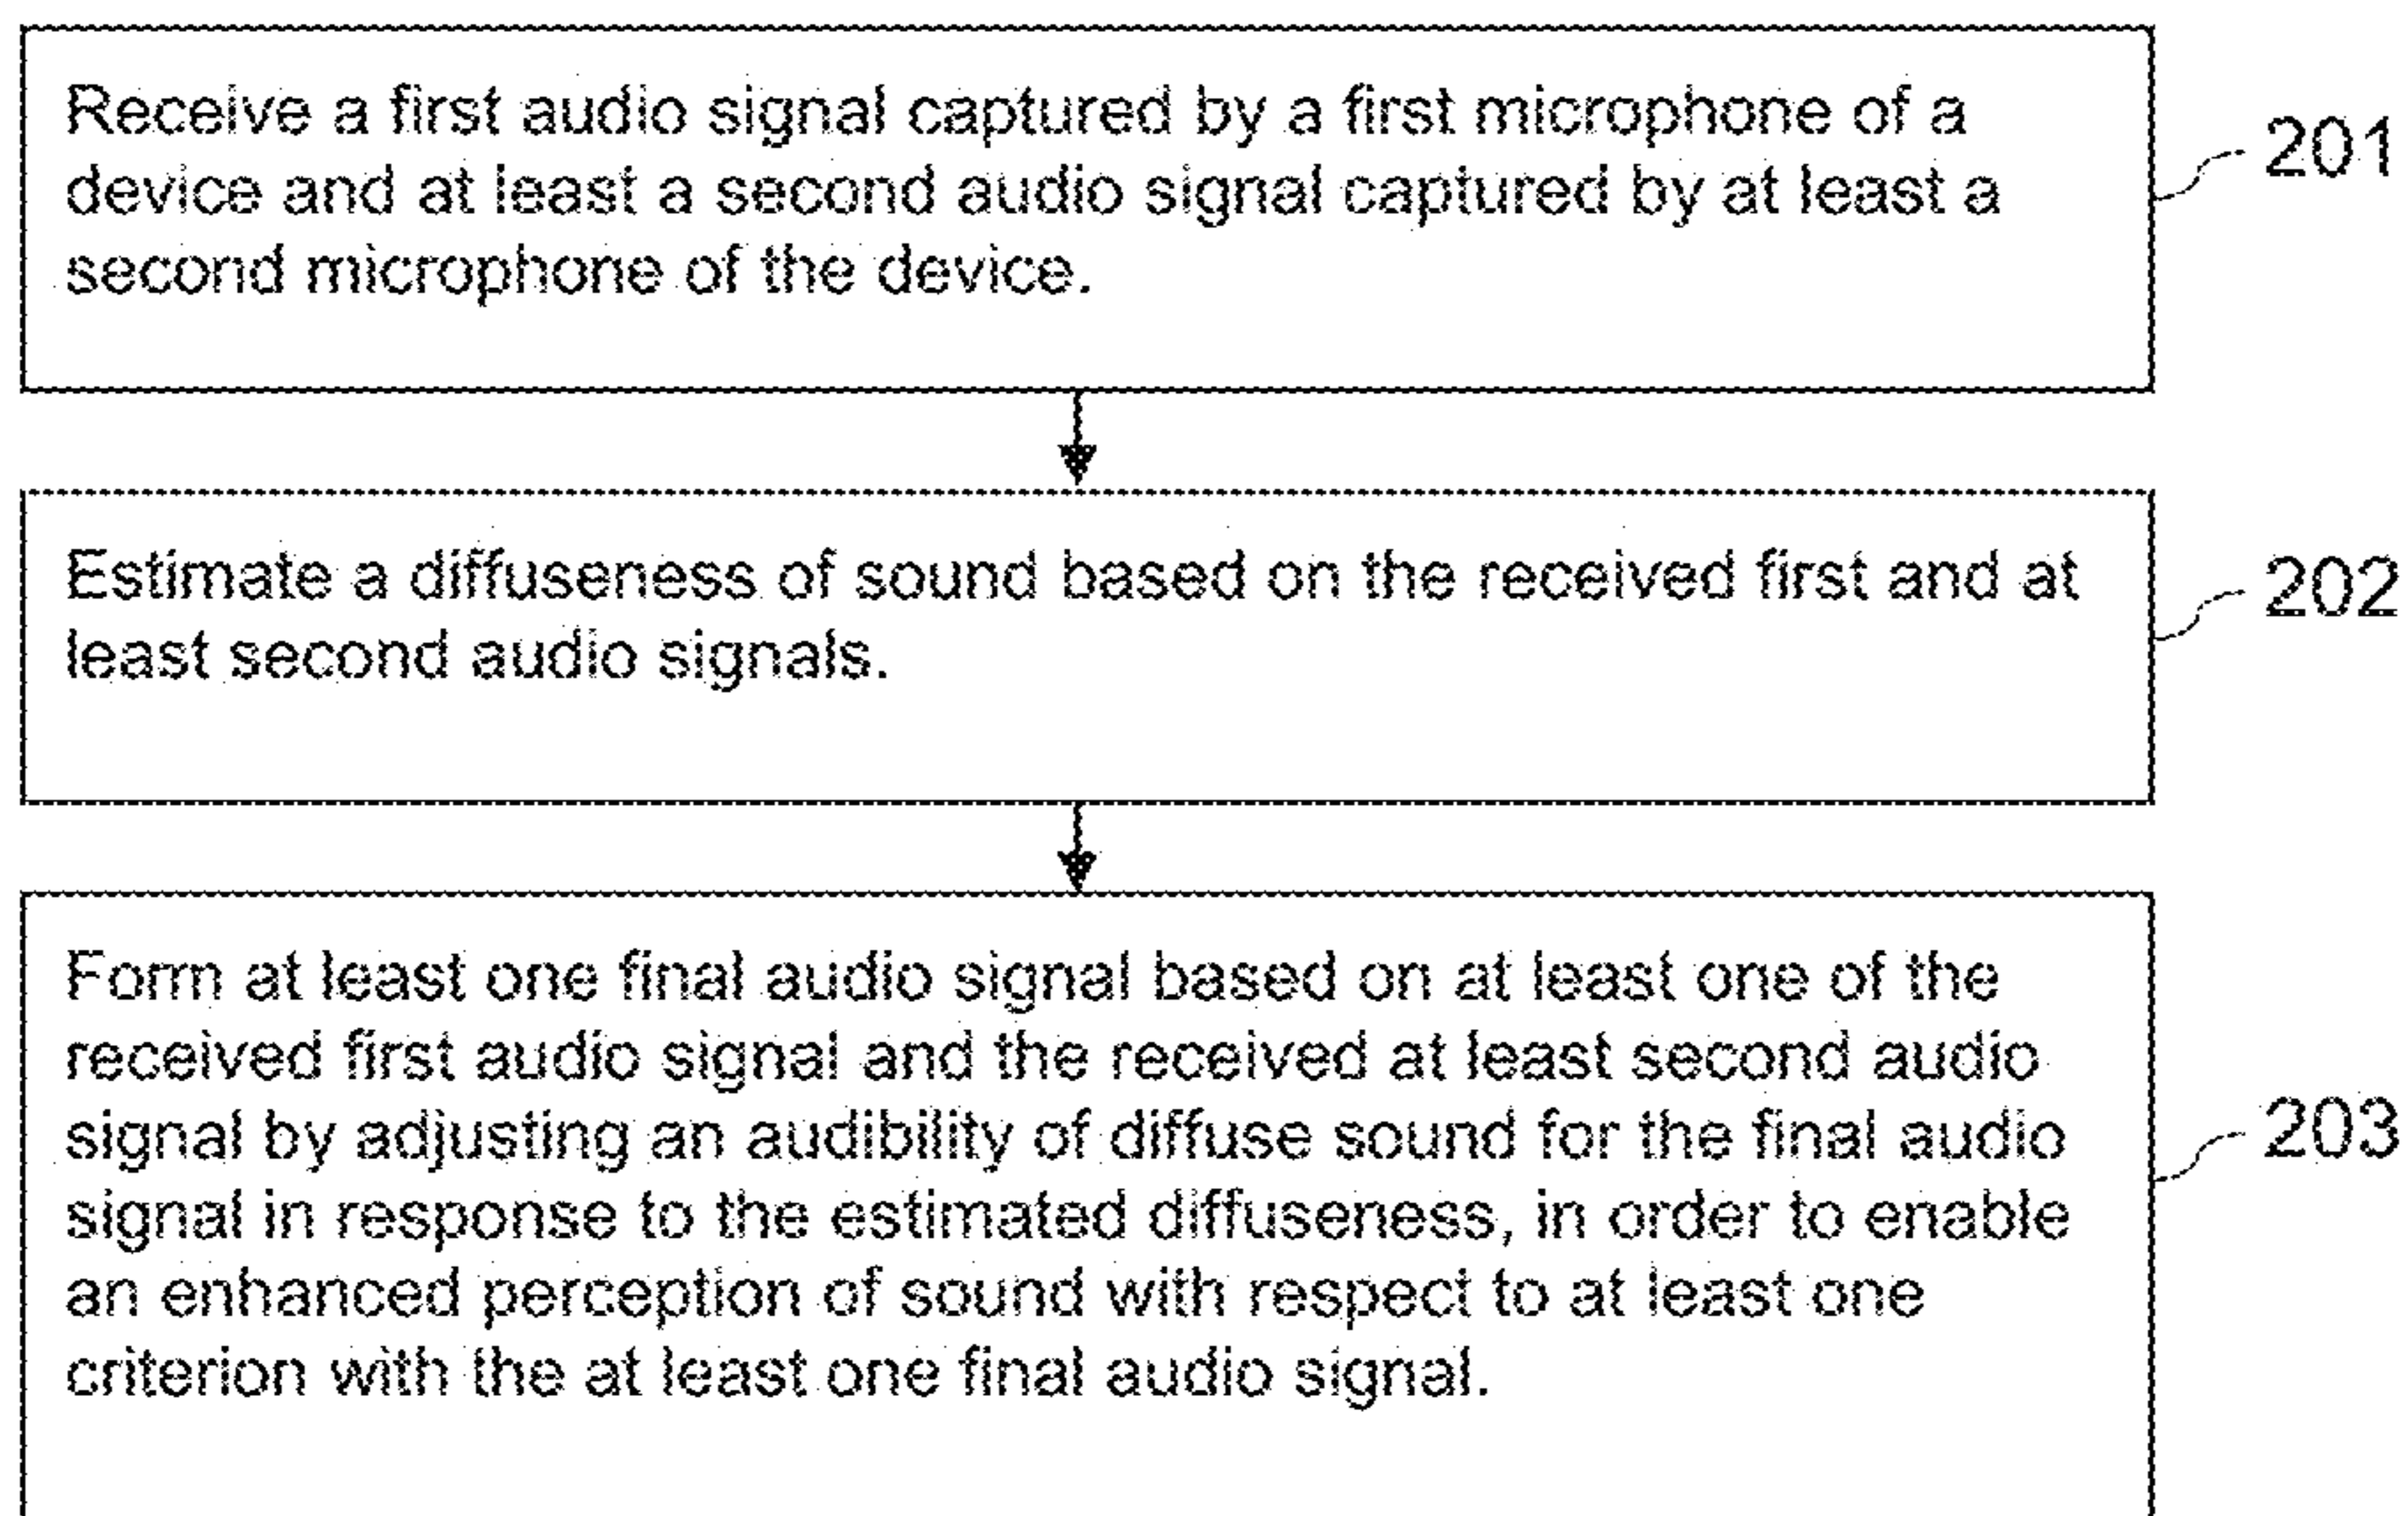 Receive a first audio signal captured by a first microphone of a
device and at least a second audio signal captured by at least a
second microphone of the device.
201
Estimate a diffuseness of sound based on the received first and at
least second audio signals.
202
Form at least one final audio signal based on at least one of the
received first audio signal and the received at least second audio
signal by adjusting an audibility of diffuse sound for the final audio
signal in response to the estimated diffuseness, in order to enable
an enhanced perception of sound with respect to at least one
criterion with the at least one final audio signal.
203